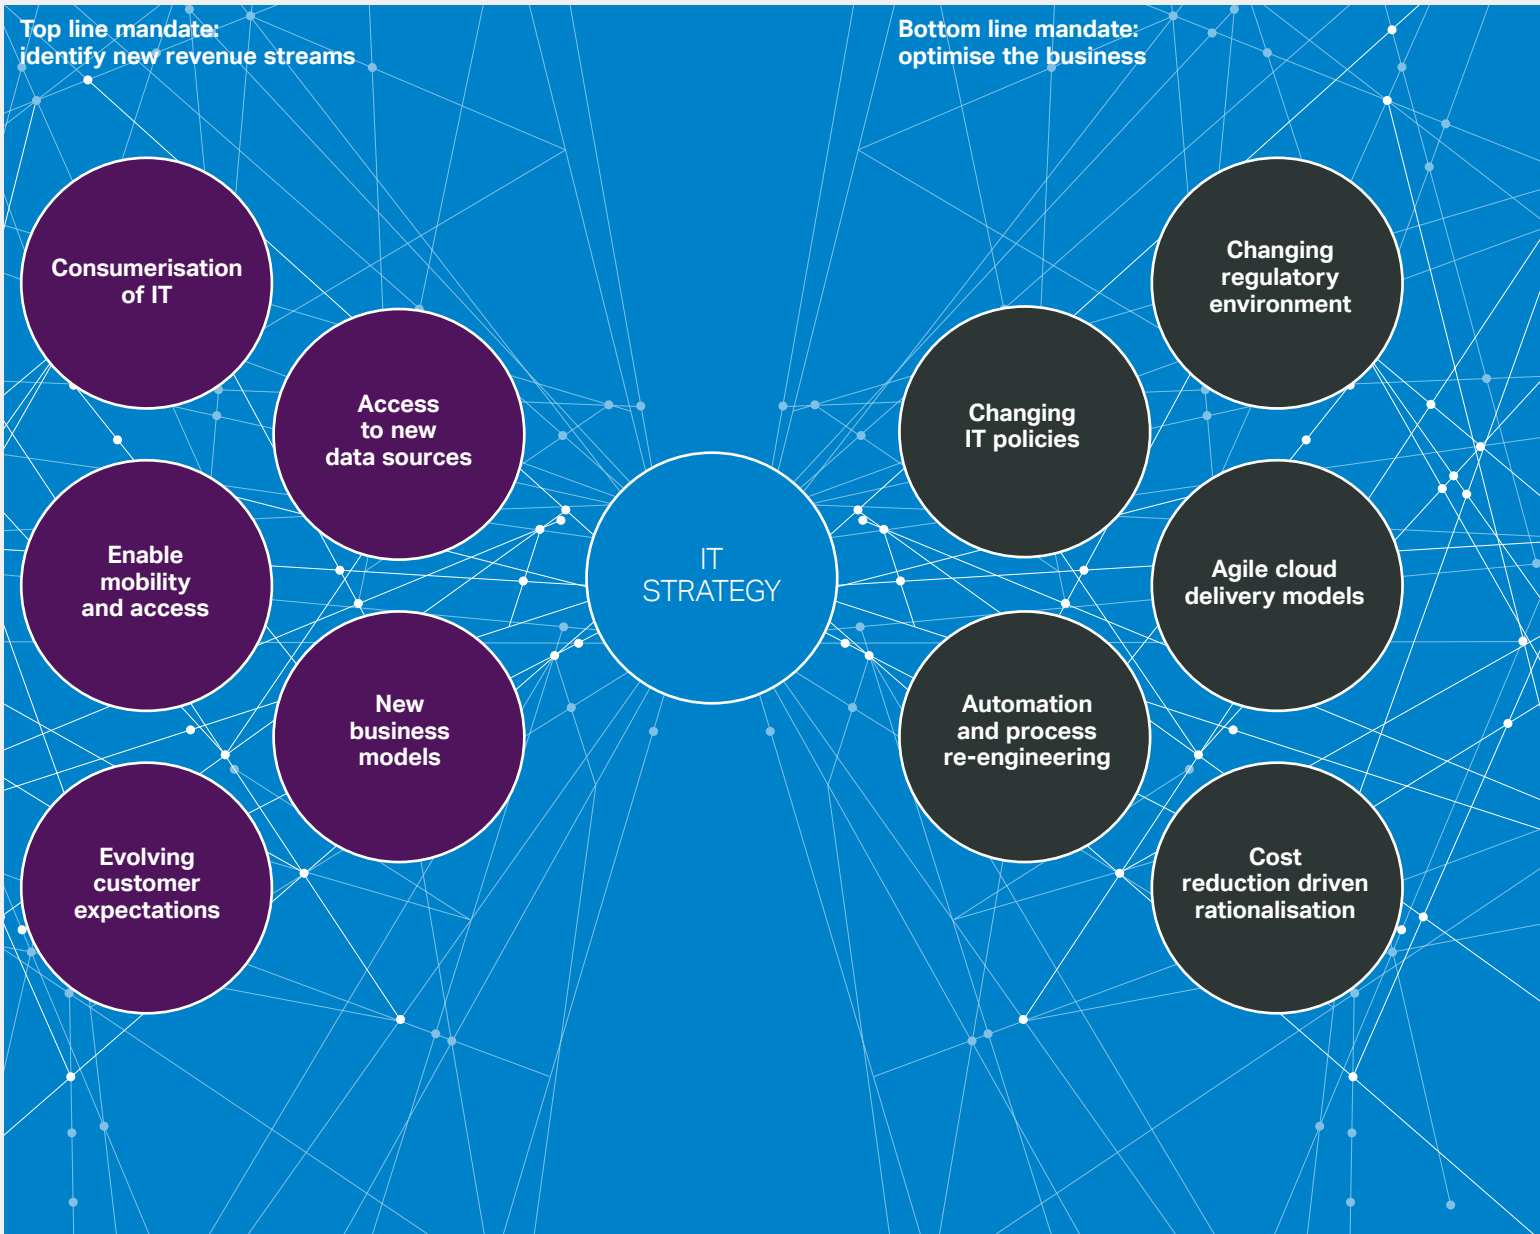 Top line mandate:
identify new revenue streams
Bottom line mandate:
optimise the business
Consumerisation
of IT
Access
to new
data sources
Enable
mobility
and access
New
business
models
Evolving
customer
expectations
IT
STRATEGY
Changing
regulatory
environment
Changing
IT policies
Agile cloud
delivery models
Automation
and process
re-engineering
Cost
reduction driven
rationalisation